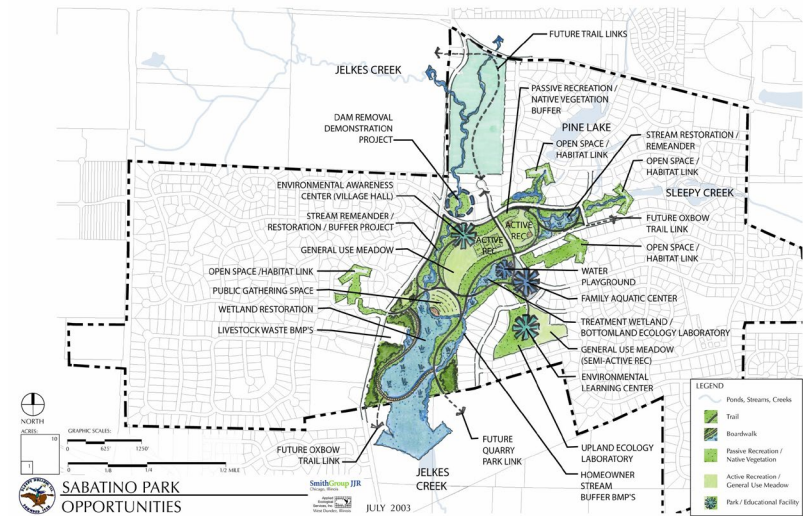 FUTURE TRAIL LINKS
JELKES CREEK
PASSIVE RECREATION /
NATIVE VEGETATION
BUFFER
DAM REMOVAL
DEMONSTRATION
PROJECT
PINE LAKE
OPEN SPACE /
HABITAT LINK
STREAM RESTORATION /
REMEANDER
OPEN SPACE /
HABITAT LINK
SLEEPY CREEK
ENVIRONMENTAL AWARENESS
CENTER (VILLAGE HALL)
STREAM REMEANDER /
RESTORATION / BUFFER PROJECT
GENERAL USE MEADOW
OPEN SPACE /HABITAT LINK
PUBLIC GATHERING SPACE
WETLAND RESTORATION
LIVESTOCK WASTE BMP'S
ACTIVE
REC
ACTIVE
REC
FUTURE OXBOW
TRAIL LINK
OPEN SPACE /
HABITAT LINK
WATER
PLAYGROUND
FAMILY AQUATIC CENTER
TREATMENT WETLAND /
BOTTOMLAND ECOLOGY LABORATORY
GENERAL USE MEADOW
(SEMI-ACTIVE REC)
ENVIRONMENTAL
LEARNING CENTER
UPLAND ECOLOGY
LABORATORY
HOMEOWNER
STREAM
BUFFER BMP'S
FUTURE
QUARRY
PARK LINK
JELKES
CREEK
FUTURE OXBOW
TRAIL LINK
LEGEND
Ponds, Streams, Creeks
Trail
Boardwalk
Passive Recreation /
Native Vegetation
Active Recreation /
General Use Meadow
Park / Educational Facility
NORTH
ACRES:
10
1
GRAPHIC SCALES:
0 625' 1250'
0 1/8 1/4 1/2 MILE
SABATINO PARK
OPPORTUNITIES
SmithGroup JJR
Chicago, Illinois
JULY 2003